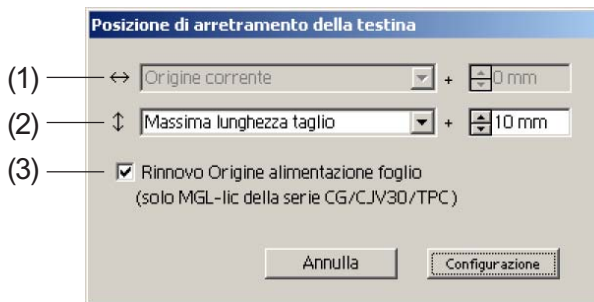 Posizione di arretramento della testina
(1) ↔ Origine corrente + 0 mm
(2) ↕ Massima lunghezza taglio + 10 mm
(3) Rinnovo Origine alimentazione foglio
(solo MGL-IIc della serie CG/CJV30/TPC)
Annulla Configurazione